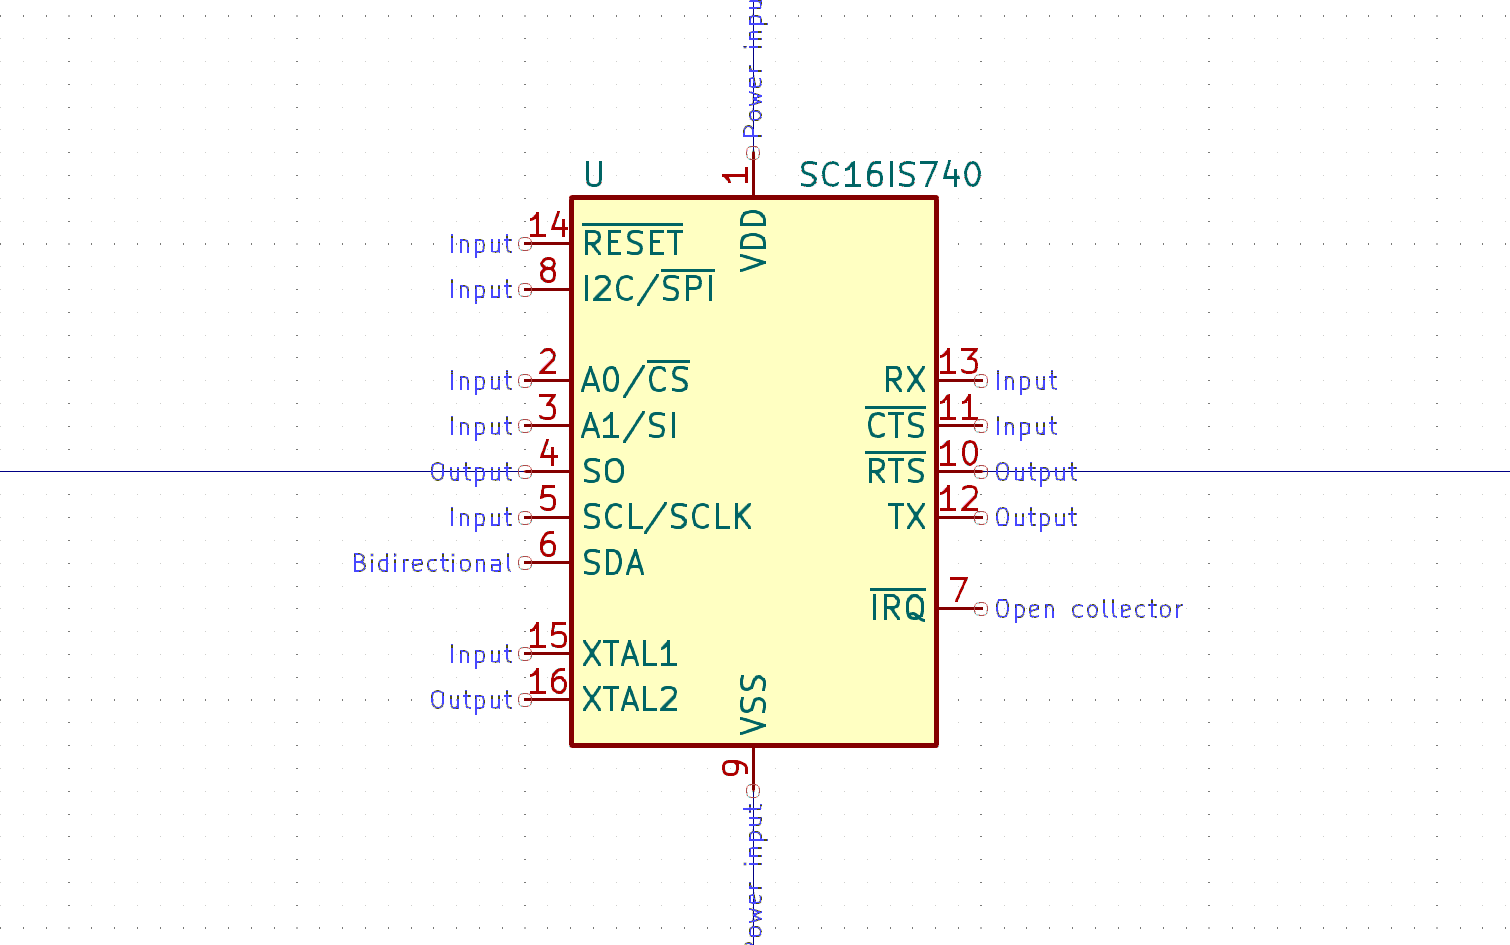 Power input
U
SC16IS740
1
VDD
Input 14 RESET
Input 8 I2C/SPI
Input 2 A0/CS
RX 13 Input
Input 3 A1/SI
CTS 11 Input
Output 4 SO
RTS 10 Output
Input 5 SCL/SCLK
TX 12 Output
Bidirectional 6 SDA
IRQ 7 Open collector
Input 15 XTAL1
Output 16 XTAL2
VSS
9
Power input